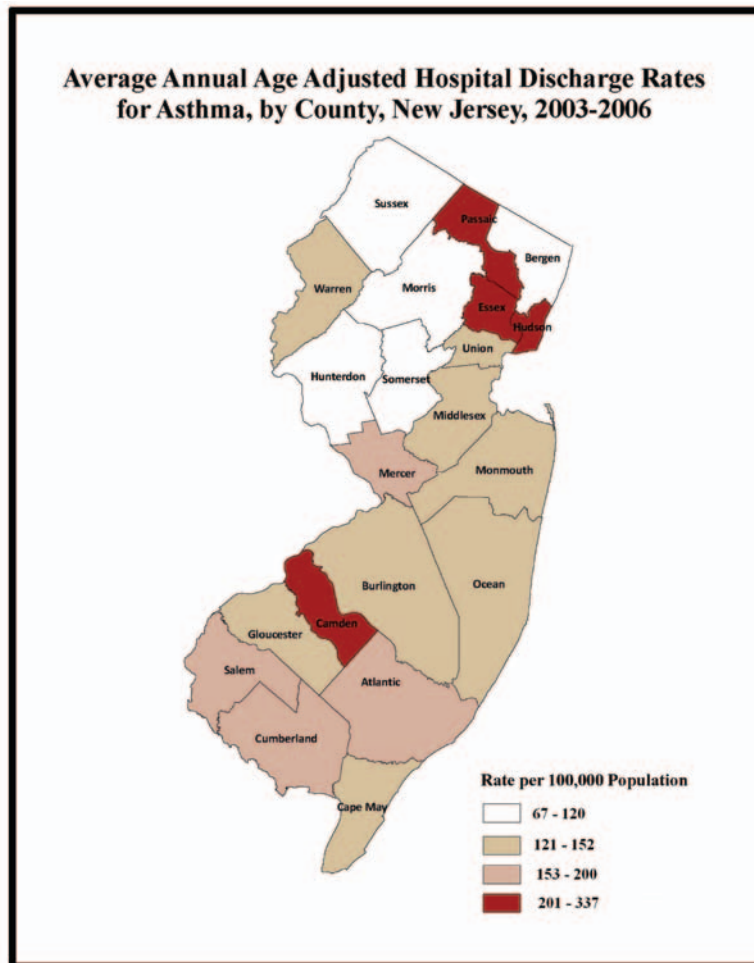 Average Annual Age Adjusted Hospital Discharge Rates
for Asthma, by County, New Jersey, 2003-2006
Sussex
Passaic
Bergen
Warren
Morris
Essex
Hudson
Union
Hunterdon
Somerset
Middlesex
Mercer
Monmouth
Burlington
Ocean
Camden
Gloucester
Salem
Atlantic
Cumberland
Cape May
Rate per 100,000 Population
67 - 120
121 - 152
153 - 200
201 - 337